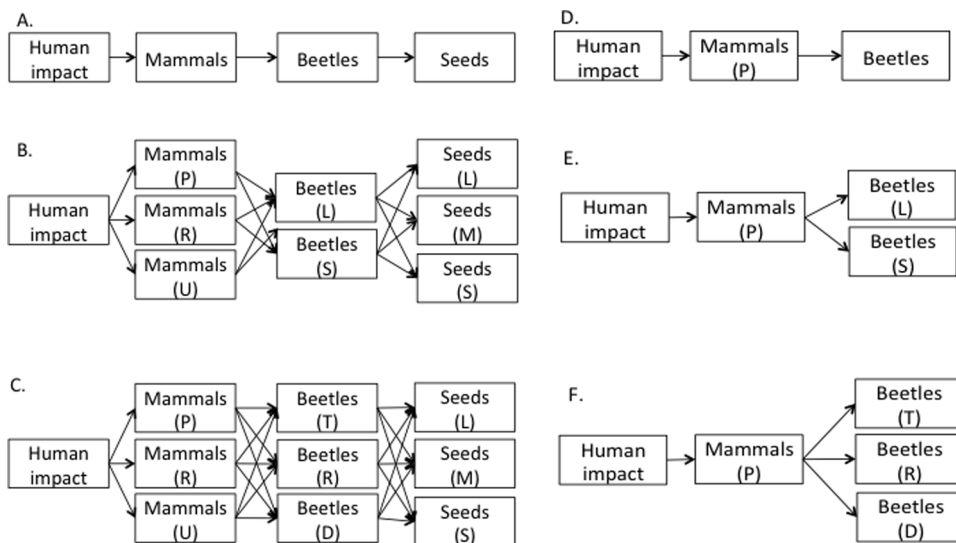 A.
Human
impact
Mammals
Beetles
Seeds
B.
Human
impact
Mammals
(P)
Mammals
(R)
Mammals
(U)
Beetles
(L)
Beetles
(S)
Seeds
(L)
Seeds
(M)
Seeds
(S)
C.
Human
impact
Mammals
(P)
Mammals
(R)
Mammals
(U)
Beetles
(T)
Beetles
(R)
Beetles
(D)
Seeds
(L)
Seeds
(M)
Seeds
(S)
D.
Human
impact
Mammals
(P)
Beetles
E.
Human
impact
Mammals
(P)
Beetles
(L)
Beetles
(S)
F.
Human
impact
Mammals
(P)
Beetles
(T)
Beetles
(R)
Beetles
(D)